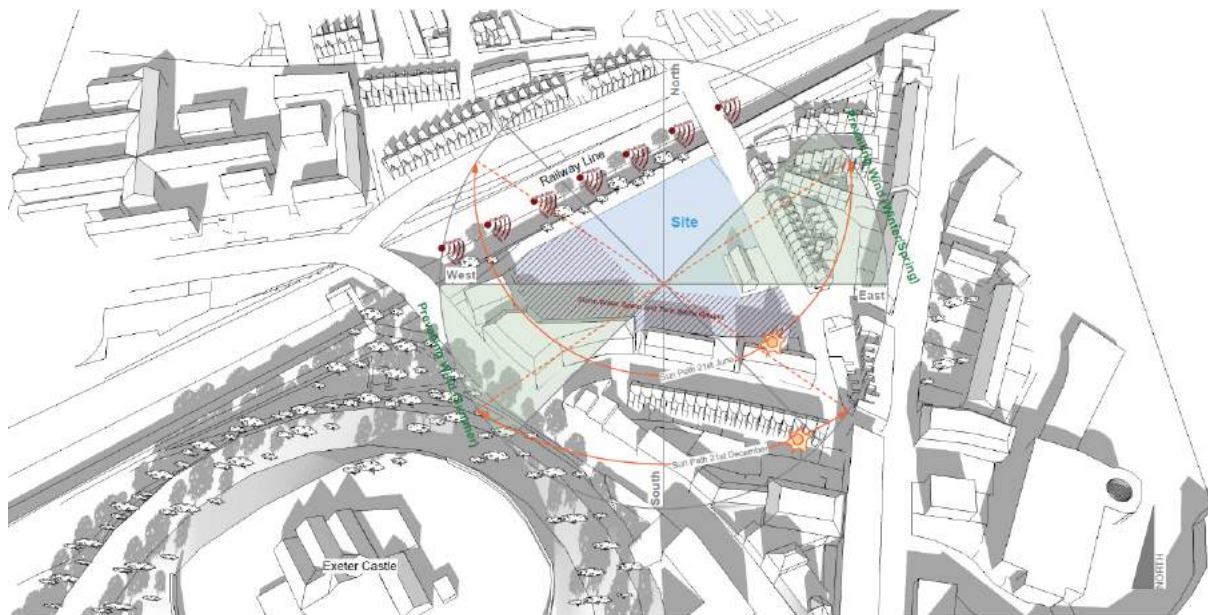 North
Railway Line
Prevailing Wind (Winter/Spring)
Site
West
East
Prevailing Wind (Summer)
Sun Path 21st June
Sun Path 21st December
South
Exeter Castle
NORTH